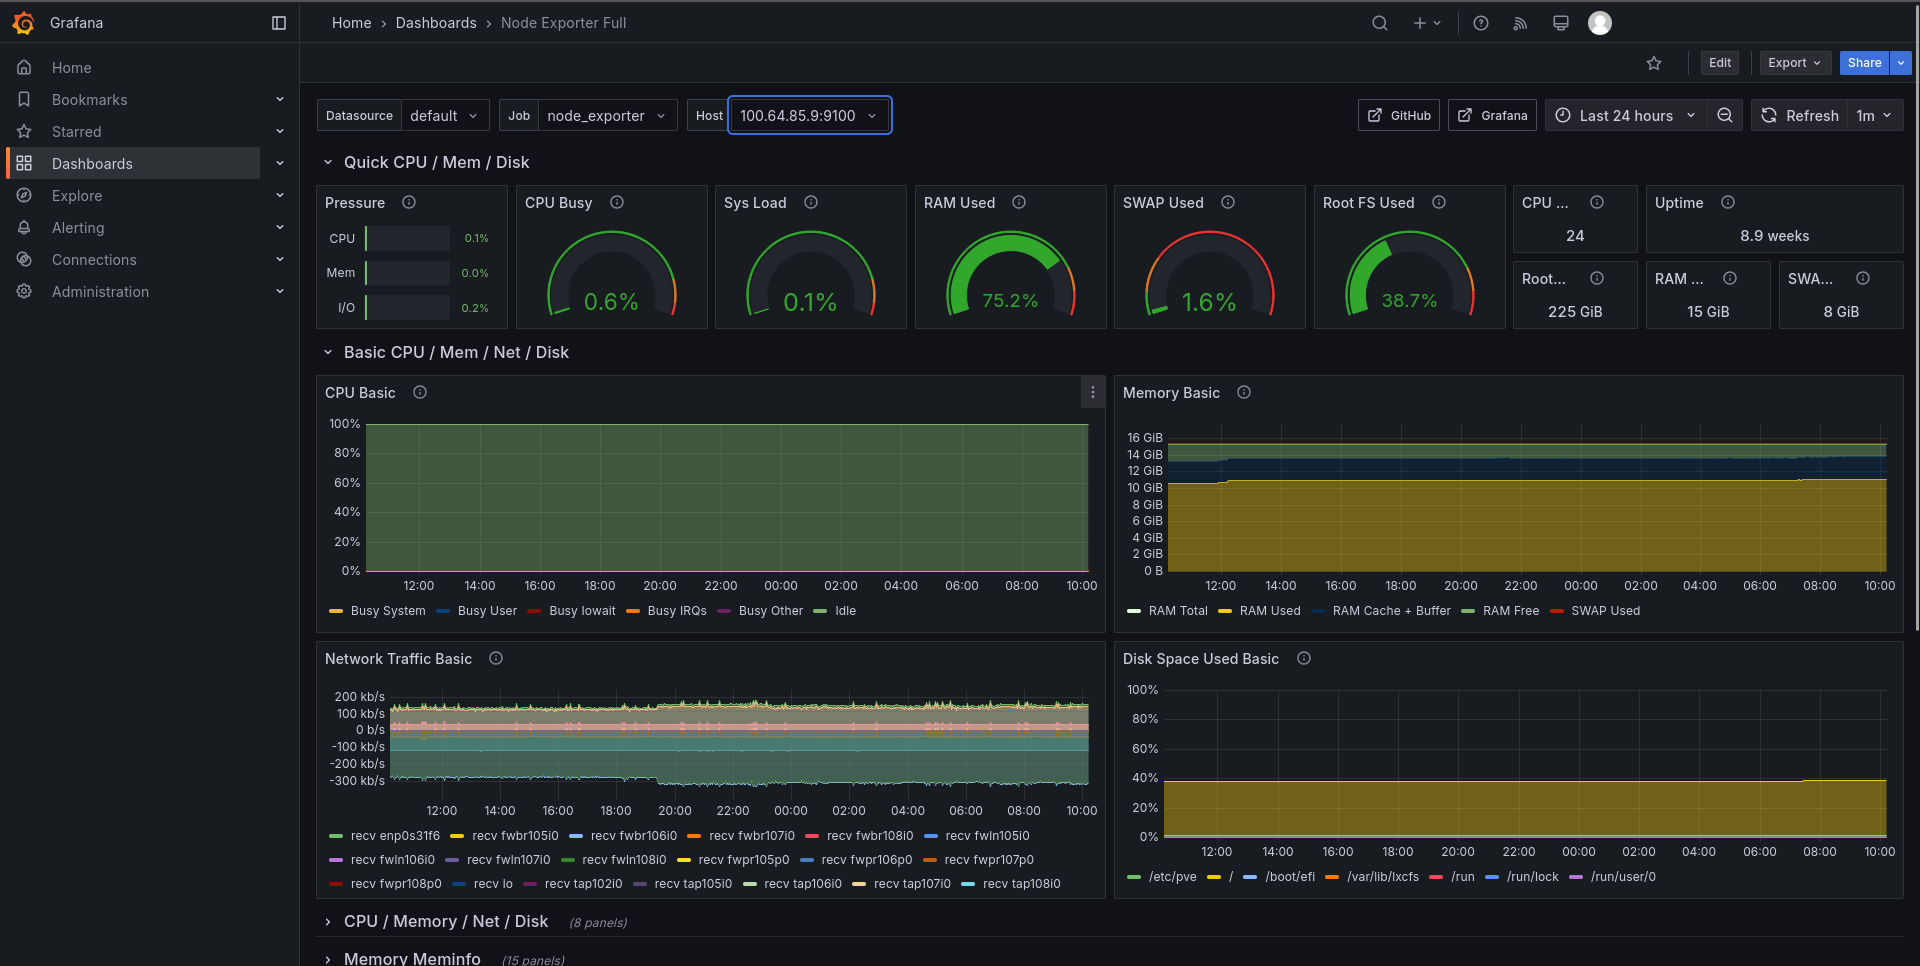 Grafana
Home › Dashboards › Node Exporter Full
Home
Bookmarks
Starred
Dashboards
Explore
Alerting
Connections
Administration
Edit
Export
Share
Datasource default
Job node_exporter
Host 100.64.85.9:9100
GitHub
Grafana
Last 24 hours
Refresh 1m
Quick CPU / Mem / Disk
Pressure
CPU 0.1%
Mem 0.0%
I/O 0.2%
CPU Busy
0.6%
Sys Load
0.1%
RAM Used
75.2%
SWAP Used
1.6%
Root FS Used
38.7%
CPU ...
24
Uptime
8.9 weeks
Root...
225 GiB
RAM ...
15 GiB
SWA...
8 GiB
Basic CPU / Mem / Net / Disk
CPU Basic
100%
80%
60%
40%
20%
0%
12:00 14:00 16:00 18:00 20:00 22:00 00:00 02:00 04:00 06:00 08:00 10:00
Busy System Busy User Busy Iowait Busy IRQs Busy Other Idle
Memory Basic
16 GiB
14 GiB
12 GiB
10 GiB
8 GiB
6 GiB
4 GiB
2 GiB
0 B
12:00 14:00 16:00 18:00 20:00 22:00 00:00 02:00 04:00 06:00 08:00 10:00
RAM Total RAM Used RAM Cache + Buffer RAM Free SWAP Used
Network Traffic Basic
200 kb/s
100 kb/s
0 b/s
-100 kb/s
-200 kb/s
-300 kb/s
12:00 14:00 16:00 18:00 20:00 22:00 00:00 02:00 04:00 06:00 08:00 10:00
recv enp0s31f6 recv fwbr105i0 recv fwbr106i0 recv fwbr107i0 recv fwbr108i0 recv fwln105i0
recv fwln106i0 recv fwln107i0 recv fwln108i0 recv fwpr105p0 recv fwpr106p0 recv fwpr107p0
recv fwpr108p0 recv lo recv tap102i0 recv tap105i0 recv tap106i0 recv tap107i0 recv tap108i0
Disk Space Used Basic
100%
80%
60%
40%
20%
0%
12:00 14:00 16:00 18:00 20:00 22:00 00:00 02:00 04:00 06:00 08:00 10:00
/etc/pve / /boot/efi /var/lib/lxcfs /run /run/lock /run/user/0
CPU / Memory / Net / Disk (8 panels)
Memory Meminfo (15 panels)